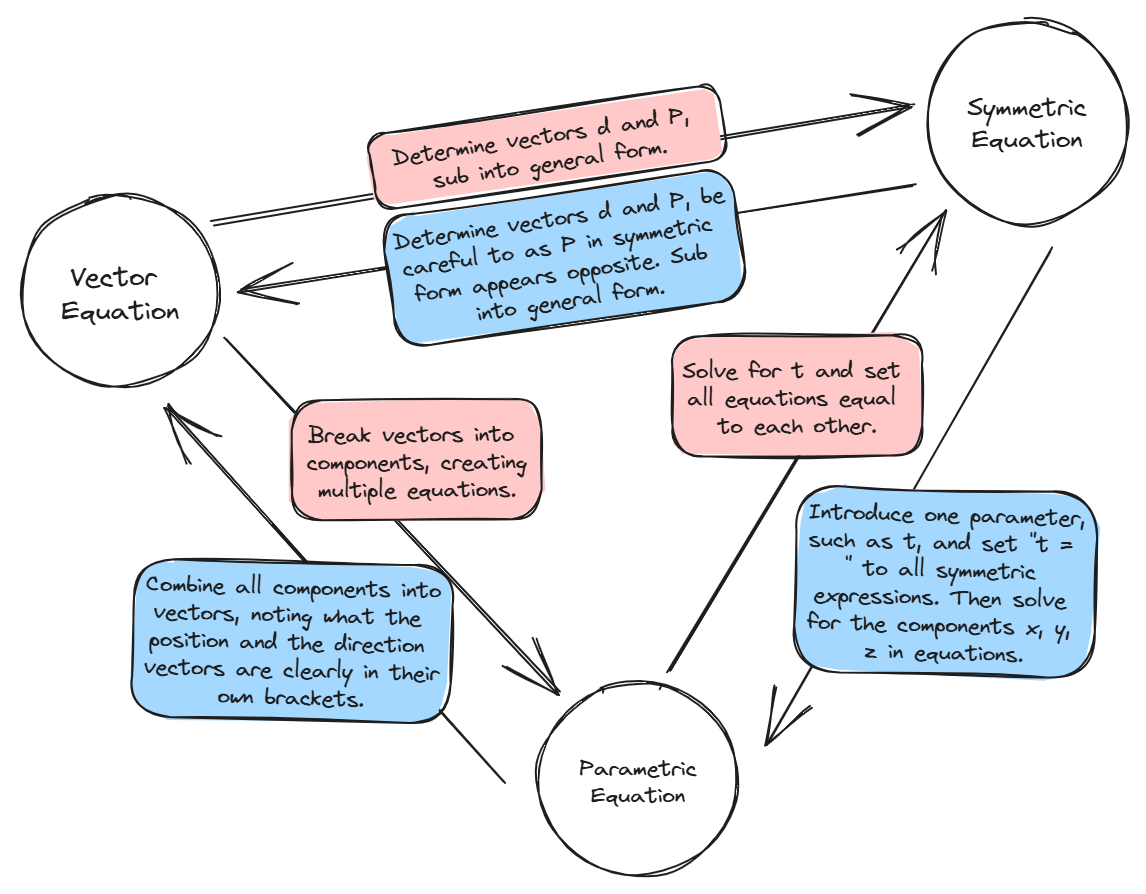 Symmetric
Equation
Determine vectors d and P,
sub into general form.
Determine vectors d and P, be
careful to as P in symmetric
form appears opposite. Sub
into general form.
Vector
Equation
Solve for t and set
all equations equal
to each other.
Break vectors into
components, creating
multiple equations.
Introduce one parameter,
such as t, and set "t =
" to all symmetric
expressions. Then solve
for the components x, y,
z in equations.
Combine all components into
vectors, noting what the
position and the direction
vectors are clearly in their
own brackets.
Parametric
Equation